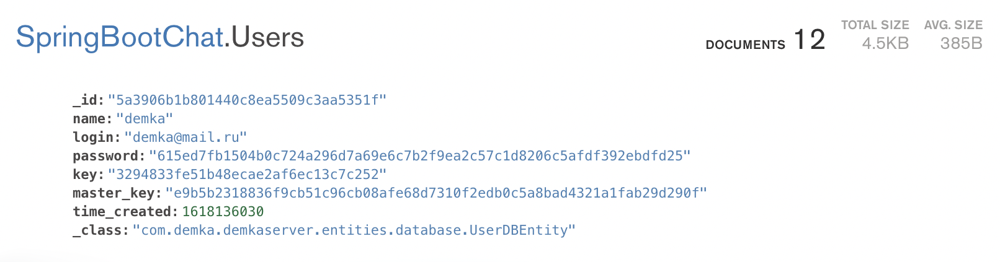 SpringBootChat.Users
DOCUMENTS 12 TOTAL SIZE 4.5KB AVG. SIZE 385B
_id: "5a3906b1b801440c8ea5509c3aa5351f"
name: "demka"
login: "demka@mail.ru"
password: "615ed7fb1504b0c724a296d7a69e6c7b2f9ea2c57c1d8206c5afdf392ebdfd25"
key: "3294833fe51b48ecae2af6ec13c7c252"
master_key: "e9b5b2318836f9cb51c96cb08afe68d7310f2edb0c5a8bad4321a1fab29d290f"
time_created: 1618136030
_class: "com.demka.demkaserver.entities.database.UserDBEntity"